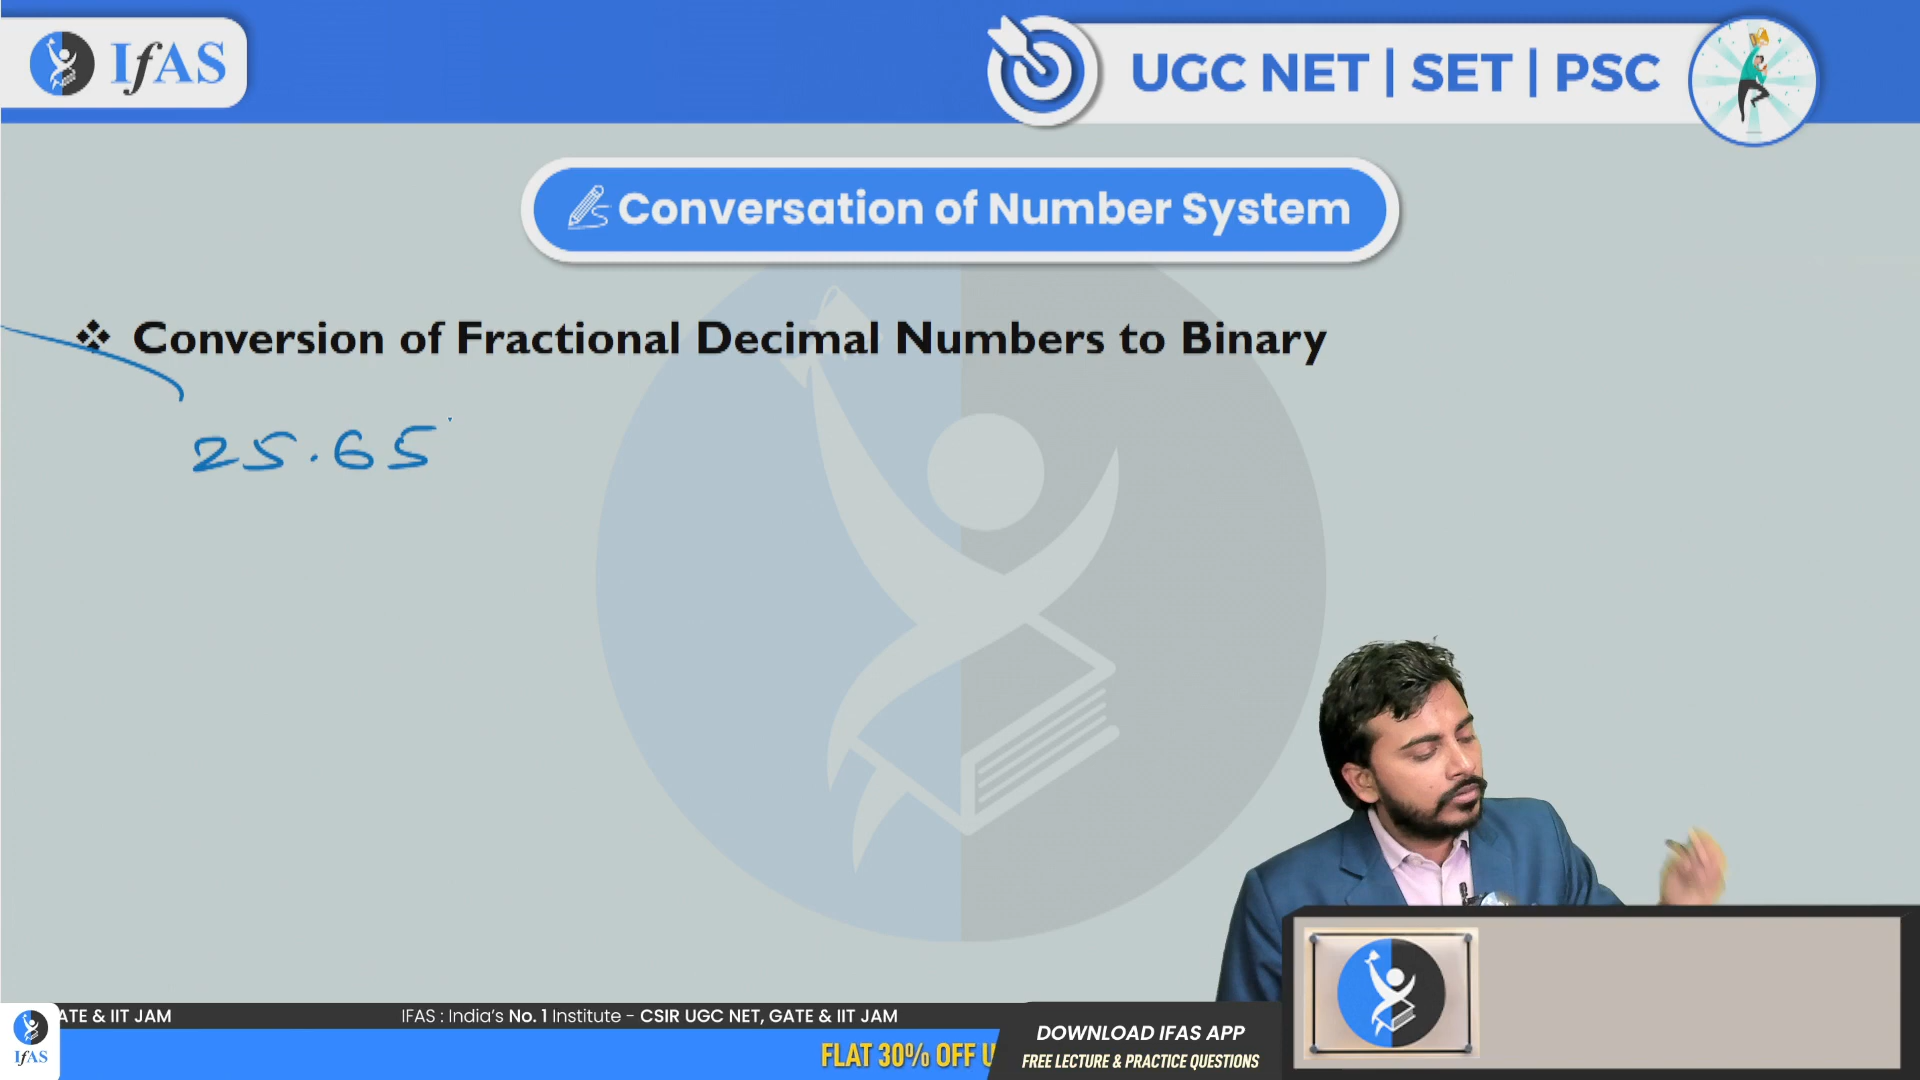 IfAS
UGC NET | SET | PSC
Conversation of Number System
❖ Conversion of Fractional Decimal Numbers to Binary
25.65
ATE & IIT JAM
IFAS : India's No. 1 Institute - CSIR UGC NET, GATE & IIT JAM
IfAS
FLAT 30% OFF U
DOWNLOAD IFAS APP
FREE LECTURE & PRACTICE QUESTIONS